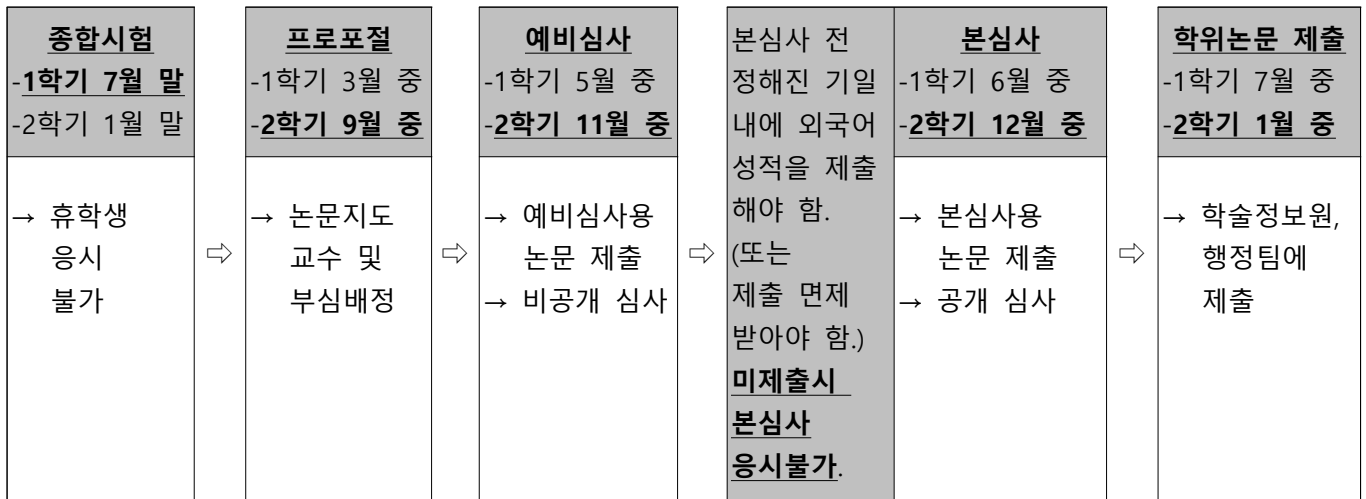 종합시험
-1학기 7월 말
-2학기 1월 말
→ 휴학생
응시
불가
⇨
프로포절
-1학기 3월 중
-2학기 9월 중
→ 논문지도
교수 및
부심배정
⇨
예비심사
-1학기 5월 중
-2학기 11월 중
→ 예비심사용
논문 제출
→ 비공개 심사
⇨
본심사 전
정해진 기일
내에 외국어
성적을 제출
해야 함.
(또는
제출 면제
받아야 함.)
미제출시
본심사
응시불가.
본심사
-1학기 6월 중
-2학기 12월 중
→ 본심사용
논문 제출
→ 공개 심사
⇨
학위논문 제출
-1학기 7월 중
-2학기 1월 중
→ 학술정보원,
행정팀에
제출